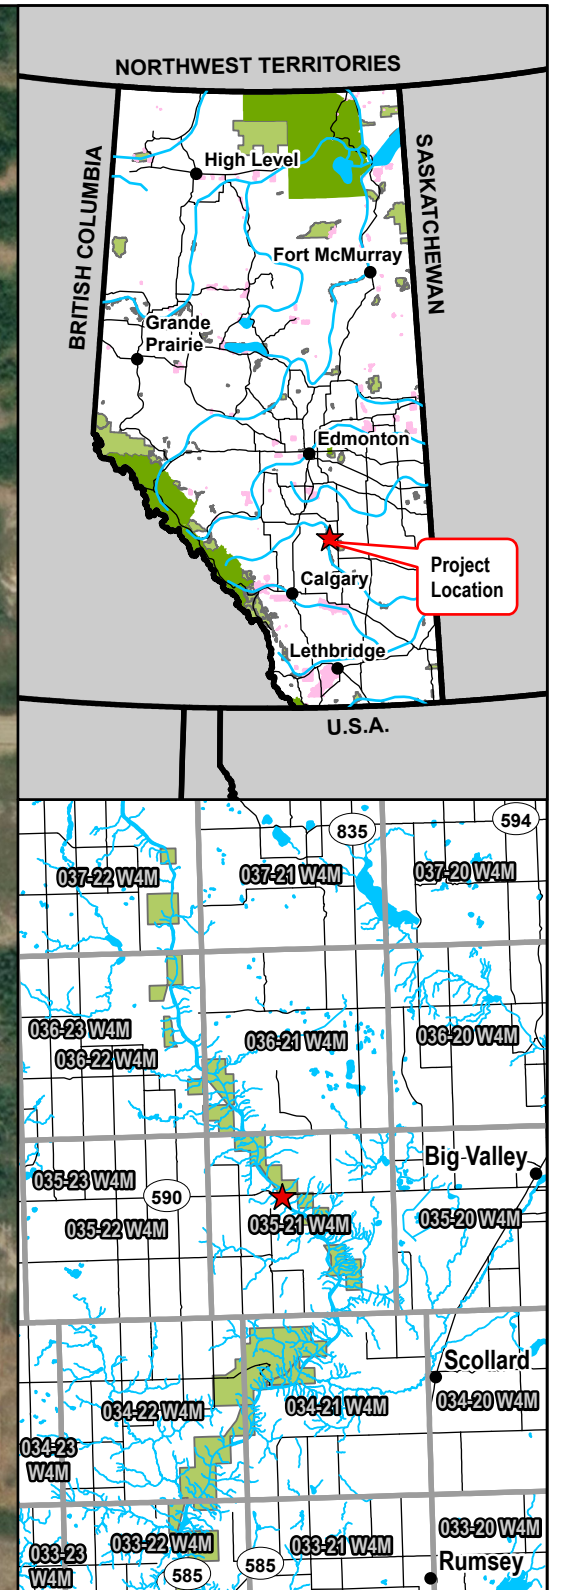 NORTHWEST TERRITORIES
BRITISH COLUMBIA
SASKATCHEWAN
High Level
Fort McMurray
Grande
Prairie
Edmonton
Project
Location
Calgary
Lethbridge
U.S.A.
594
835
037-22 W4M
037-21 W4M
037-20 W4M
036-23 W4M
036-22 W4M
036-21 W4M
036-20 W4M
Big Valley
035-23 W4M
590
035-22 W4M
035-21 W4M
035-20 W4M
Scollard
034-20 W4M
034-22 W4M
034-21 W4M
034-23
W4M
033-20 W4M
033-22 W4M
033-21 W4M
033-23
W4M
585
585
Rumsey